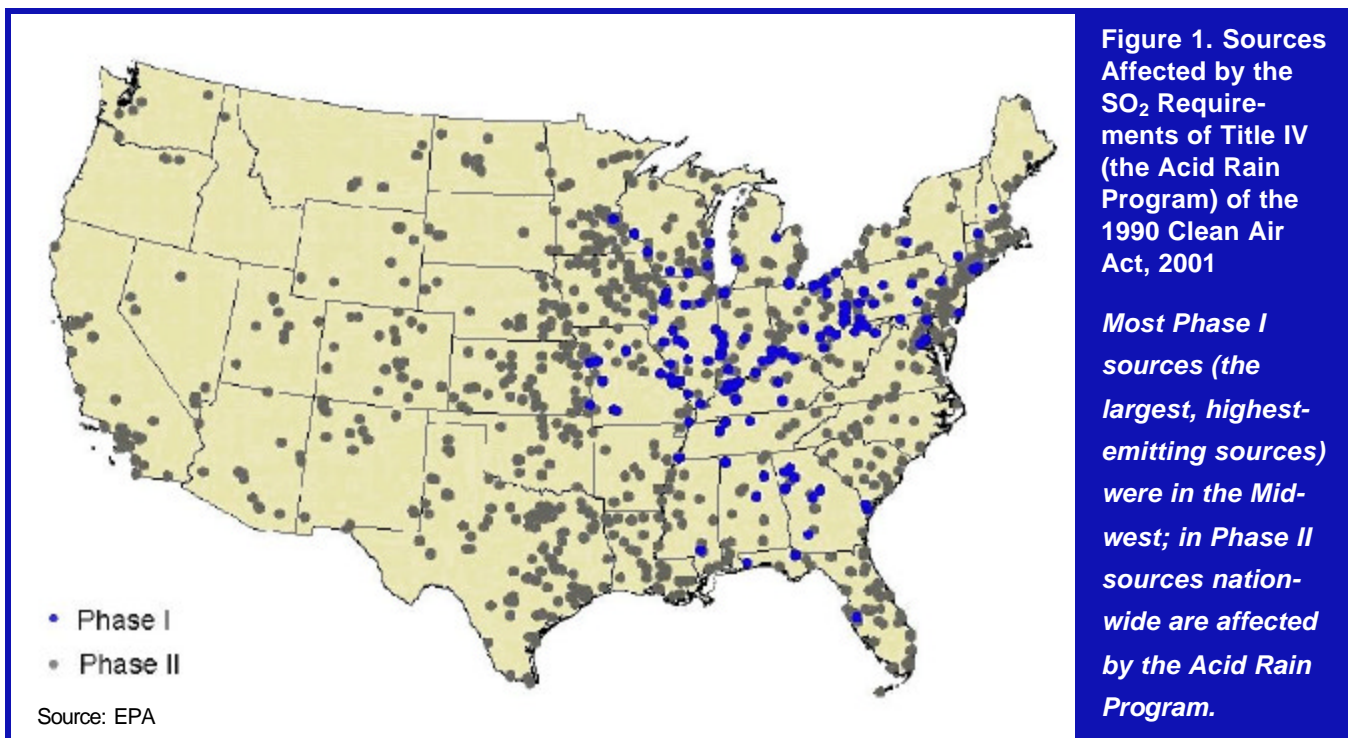 Phase I
Phase II
Source: EPA
Figure 1. Sources
Affected by the
SO₂ Require-
ments of Title IV
(the Acid Rain
Program) of the
1990 Clean Air
Act, 2001
Most Phase I
sources (the
largest, highest-
emitting sources)
were in the Mid-
west; in Phase II
sources nation-
wide are affected
by the Acid Rain
Program.